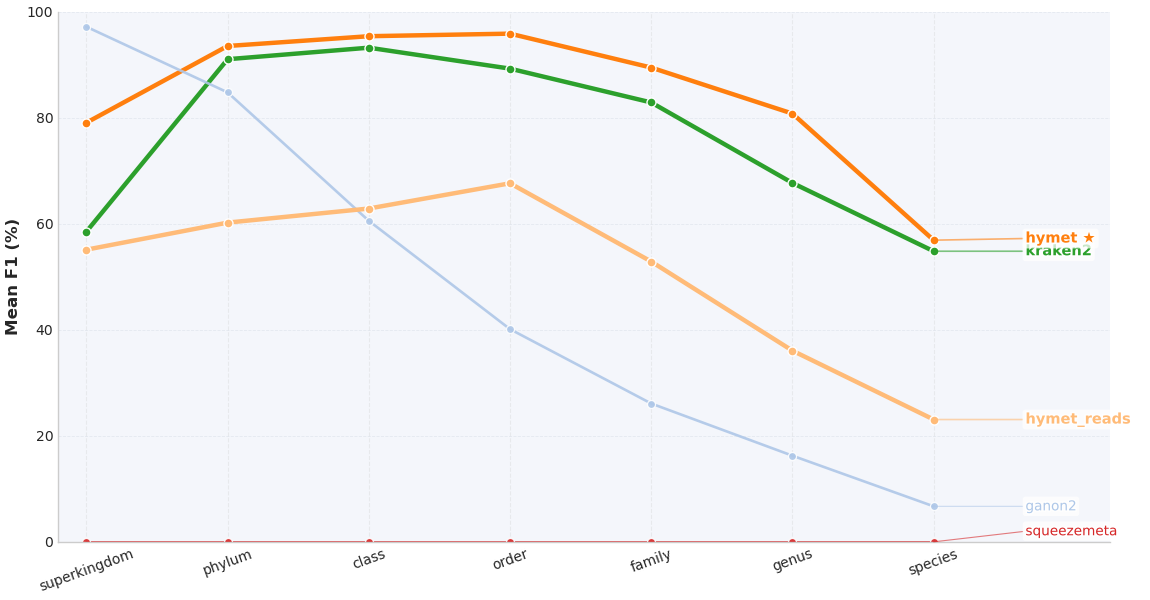 100
80
60
40
20
0
Mean F1 (%)
superkingdom
phylum
class
order
family
genus
species
hymet ★
kraken2
hymet_reads
ganon2
squeezemeta